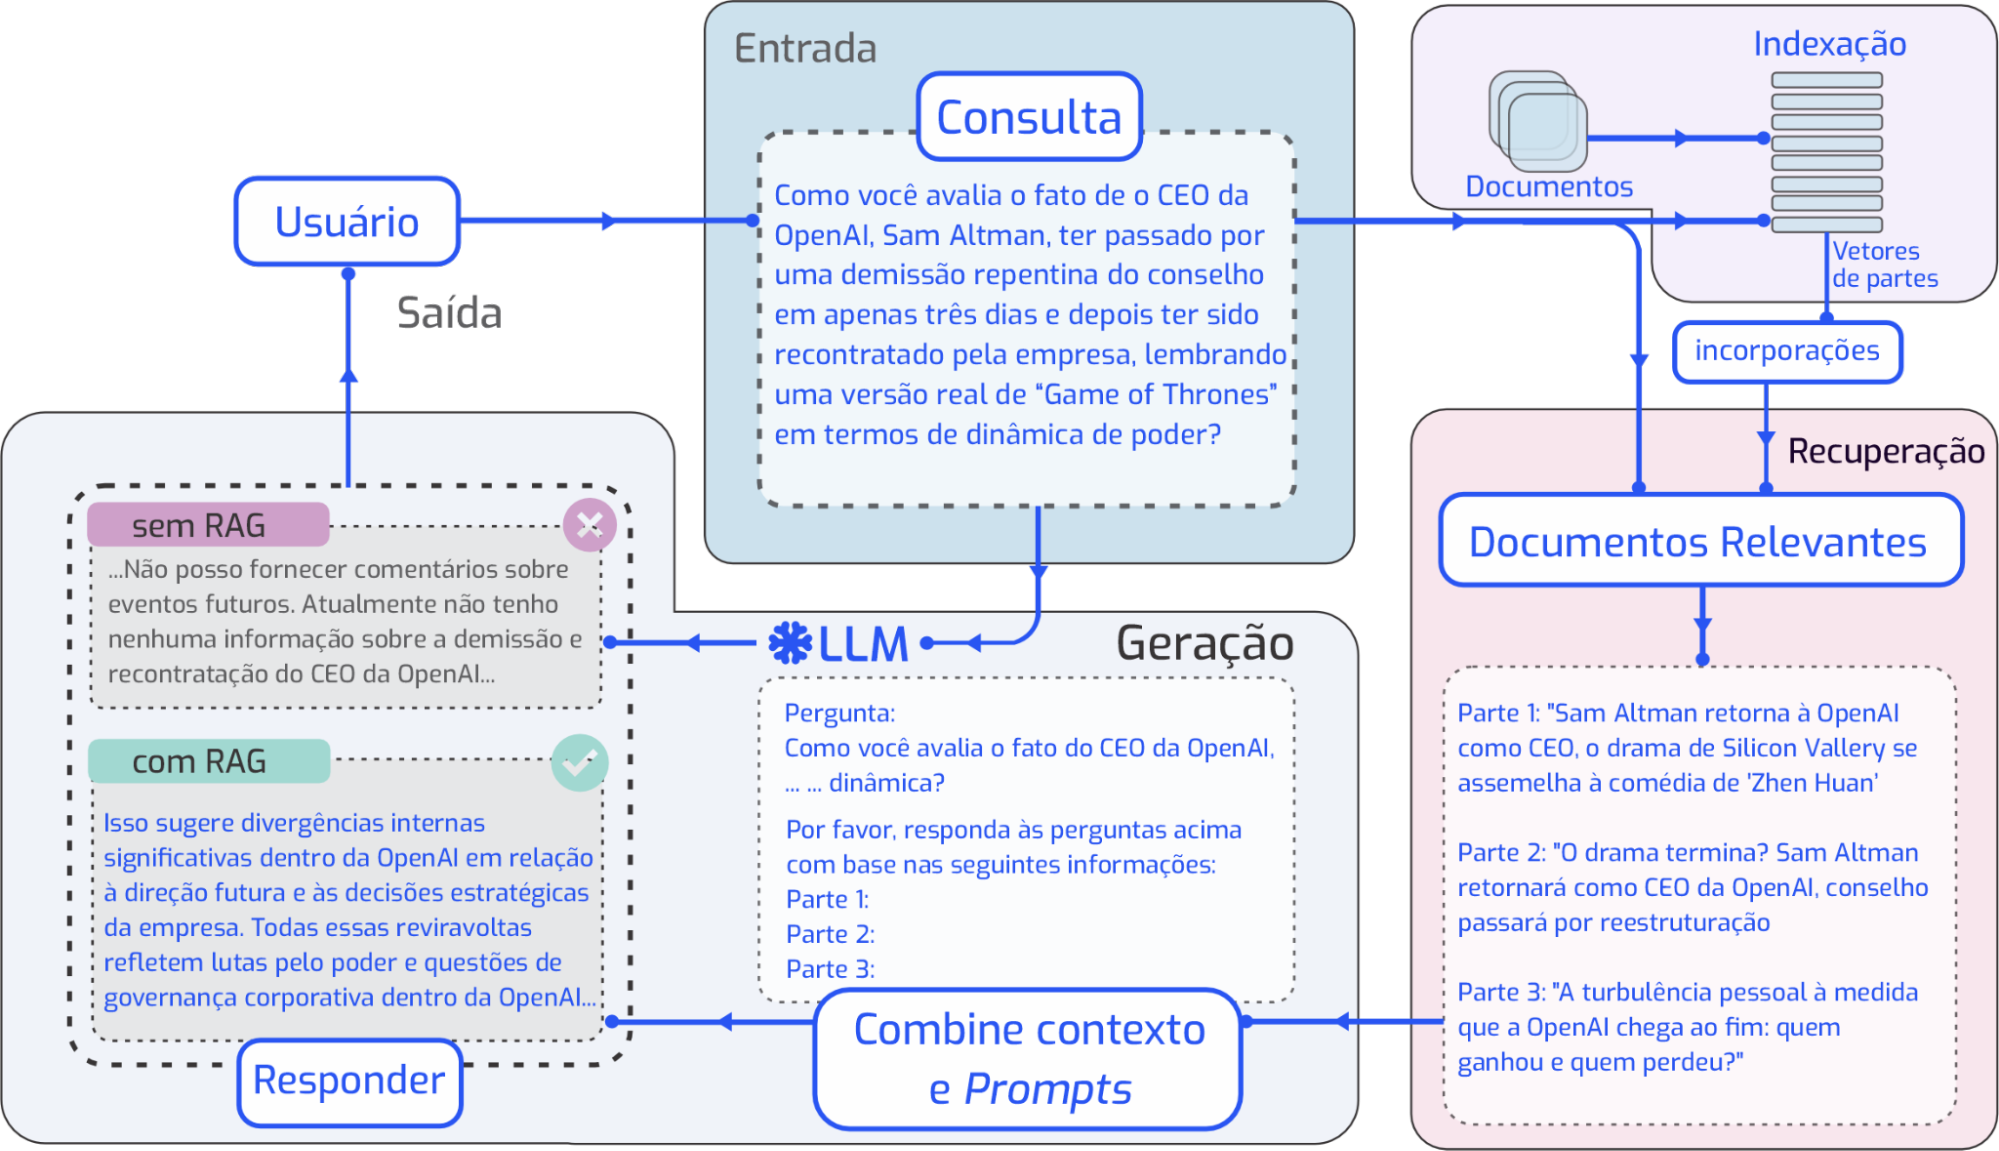 Entrada
Consulta
Como você avalia o fato de o CEO da
OpenAI, Sam Altman, ter passado por
uma demissão repentina do conselho
em apenas três dias e depois ter sido
recontratado pela empresa, lembrando
uma versão real de “Game of Thrones”
em termos de dinâmica de poder?
Indexação
Documentos
Vetores
de partes
incorporações
Usuário
Saída
Recuperação
Documentos Relevantes
Parte 1: "Sam Altman retorna à OpenAI
como CEO, o drama de Silicon Vallery se
assemelha à comédia de 'Zhen Huan’
Parte 2: "O drama termina? Sam Altman
retornará como CEO da OpenAI, conselho
passará por reestruturação
Parte 3: "A turbulência pessoal à medida
que a OpenAI chega ao fim: quem
ganhou e quem perdeu?"
LLM
Geração
Pergunta:
Como você avalia o fato do CEO da OpenAI,
... ... dinâmica?
Por favor, responda às perguntas acima
com base nas seguintes informações:
Parte 1:
Parte 2:
Parte 3:
Combine contexto
e Prompts
sem RAG
...Não posso fornecer comentários sobre
eventos futuros. Atualmente não tenho
nenhuma informação sobre a demissão e
recontratação do CEO da OpenAI...
com RAG
Isso sugere divergências internas
significativas dentro da OpenAI em relação
à direção futura e às decisões estratégicas
da empresa. Todas essas reviravoltas
refletem lutas pelo poder e questões de
governança corporativa dentro da OpenAI...
Responder